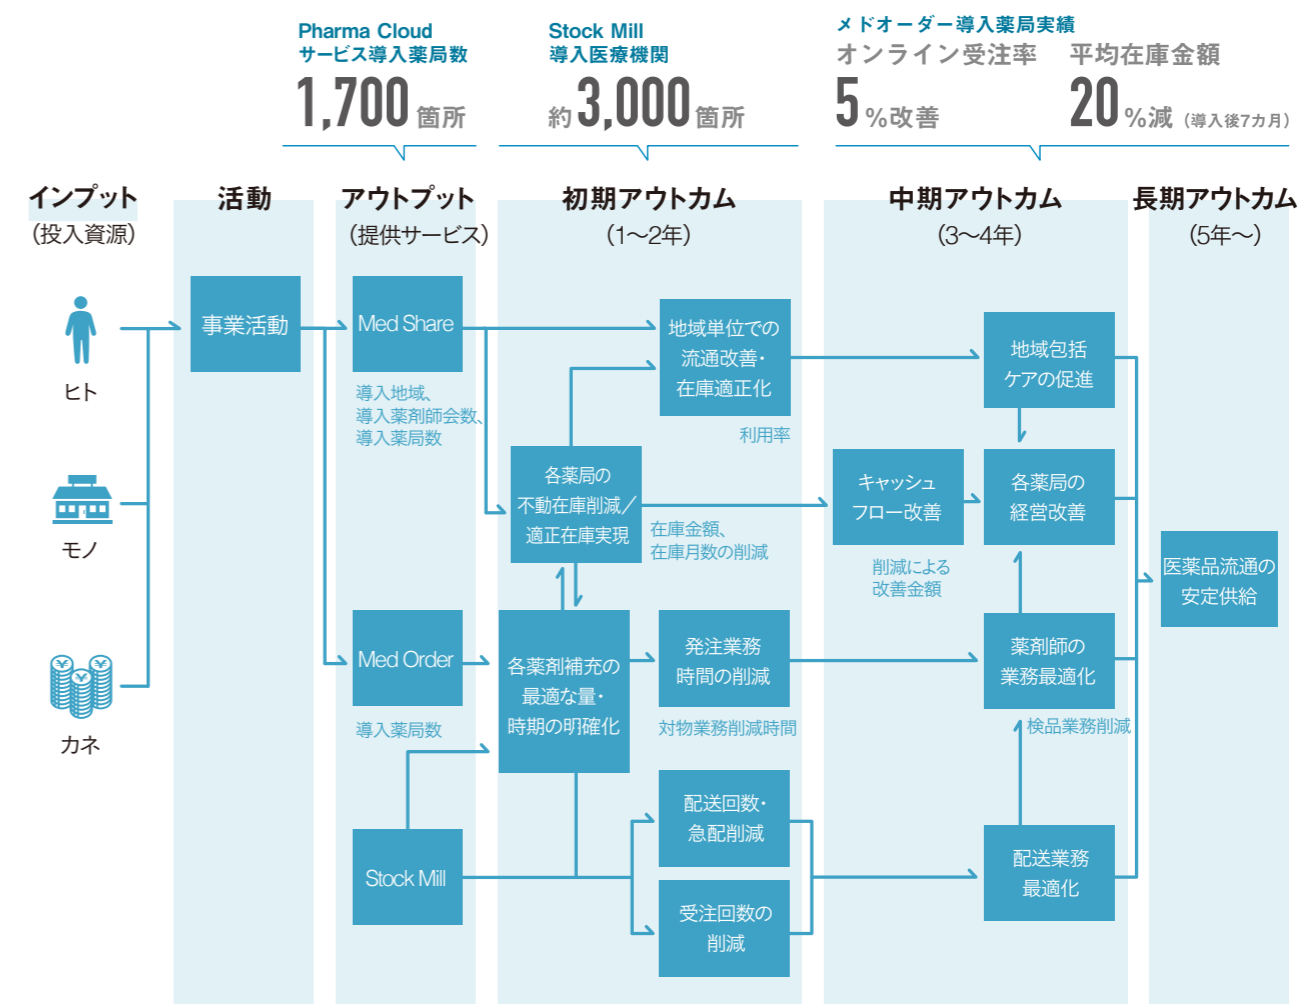 Pharma Cloud
サービス導入薬局数
1,700 箇所
Stock Mill
導入医療機関
約3,000 箇所
メドオーダー導入薬局実績
オンライン受注率
5 %改善
平均在庫金額
20 %減（導入後7カ月）
インプット
（投入資源）
活動
アウトプット
（提供サービス）
初期アウトカム
（1～2年）
中期アウトカム
（3～4年）
長期アウトカム
（5年～）
ヒト
モノ
¥ ¥
¥
カネ
事業活動
Med Share
導入地域、
導入薬剤師会数、
導入薬局数
Med Order
導入薬局数
Stock Mill
地域単位での
流通改善・
在庫適正化
利用率
各薬局の
不動在庫削減／
適正在庫実現
在庫金額、
在庫月数の削減
各薬剤補充の
最適な量・
時期の明確化
発注業務
時間の削減
対物業務削減時間
配送回数・
急配削減
受注回数の
削減
地域包括
ケアの促進
キャッシュ
フロー改善
削減による
改善金額
各薬局の
経営改善
薬剤師の
業務最適化
検品業務削減
配送業務
最適化
医薬品流通の
安定供給